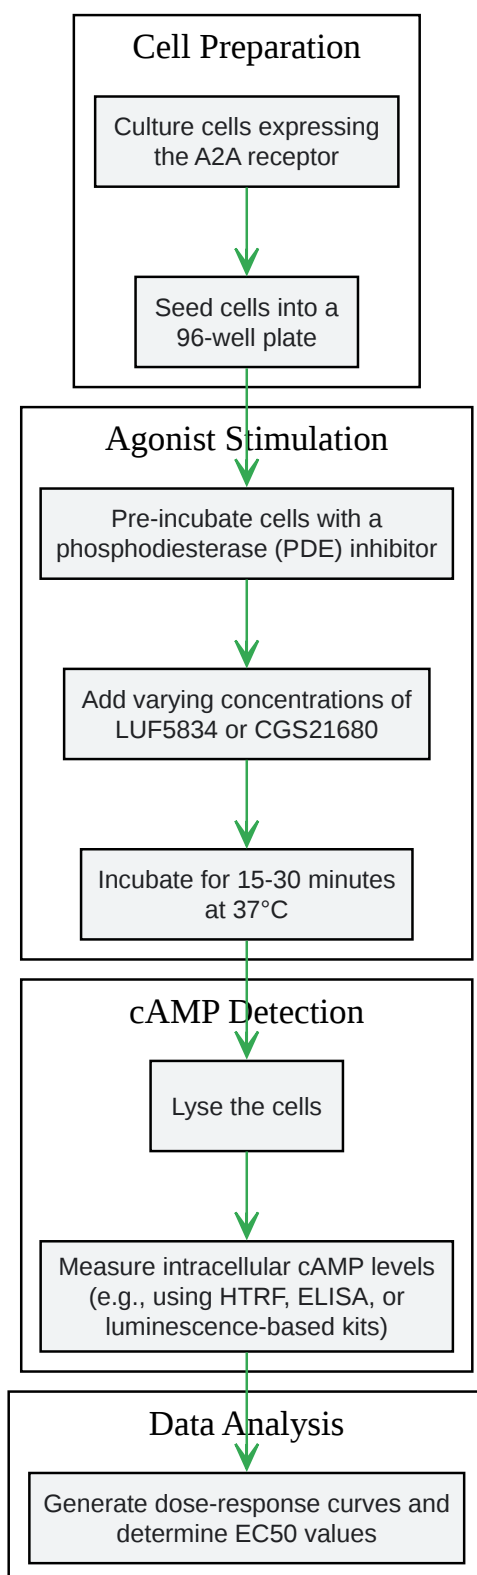 Cell Preparation
Culture cells expressing
the A2A receptor
Seed cells into a
96-well plate
Agonist Stimulation
Pre-incubate cells with a
phosphodiesterase (PDE) inhibitor
Add varying concentrations of
LUF5834 or CGS21680
Incubate for 15-30 minutes
at 37°C
cAMP Detection
Lyse the cells
Measure intracellular cAMP levels
(e.g., using HTRF, ELISA, or
luminescence-based kits)
Data Analysis
Generate dose-response curves and
determine EC50 values